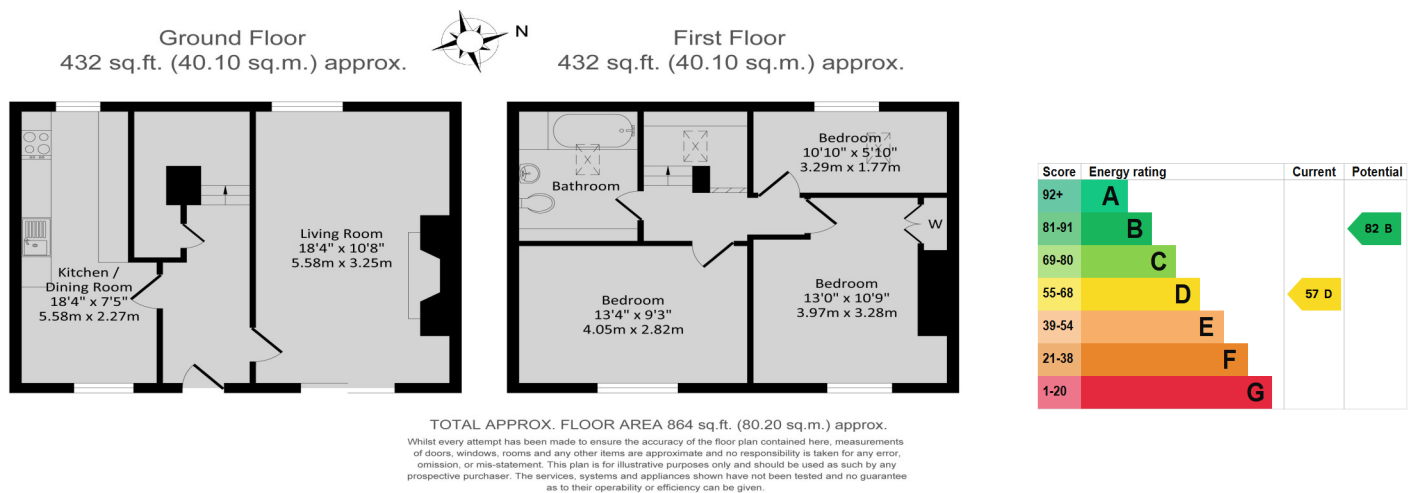 Ground Floor
432 sq.ft. (40.10 sq.m.) approx.
N
First Floor
432 sq.ft. (40.10 sq.m.) approx.
Kitchen /
Dining Room
18'4" x 7'5"
5.58m x 2.27m
Living Room
18'4" x 10'8"
5.58m x 3.25m
Bathroom
Bedroom
10'10" x 5'10"
3.29m x 1.77m
W
Bedroom
13'4" x 9'3"
4.05m x 2.82m
Bedroom
13'0" x 10'9"
3.97m x 3.28m
TOTAL APPROX. FLOOR AREA 864 sq.ft. (80.20 sq.m.) approx.
Whilst every attempt has been made to ensure the accuracy of the floor plan contained here, measurements
of doors, windows, rooms and any other items are approximate and no responsibility is taken for any error,
omission, or mis-statement. This plan is for illustrative purposes only and should be used as such by any
prospective purchaser. The services, systems and appliances shown have not been tested and no guarantee
as to their operability or efficiency can be given.
Score Energy rating Current Potential
92+ A
81-91 B 82 B
69-80 C
55-68 D 57 D
39-54 E
21-38 F
1-20 G